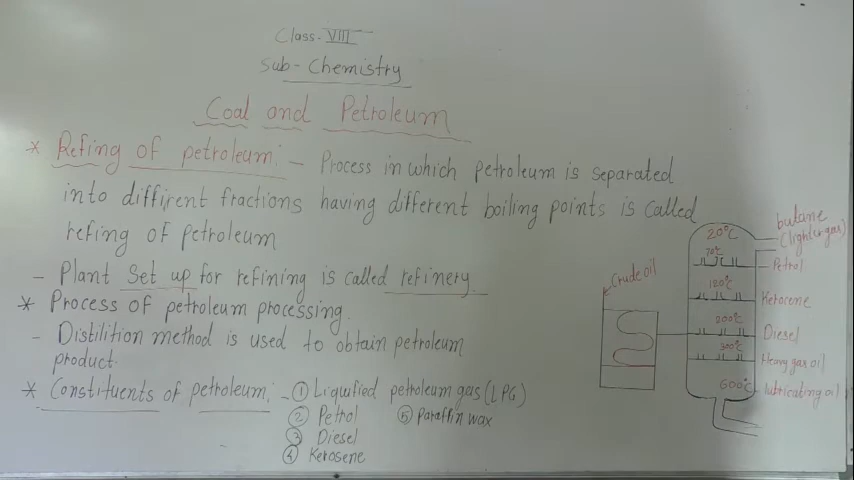 Class - VIII
Sub - Chemistry
Coal and Petroleum
* Refing of petroleum : - Process in which petroleum is separated
into diffirent fractions having different boiling points is called
refing of petroleum
- Plant Set up for refining is called refinery.
* Process of petroleum processing.
- Distilition method is used to obtain petroleum
product.
* Constituents of petroleum : - ① Liquified petroleum gas (LPG)
② Petrol ⑤ Paraffin wax
③ Diesel
④ Kerosene
Crude oil
20°C
butane
(lighter gas)
70°C
- Petrol
120°C
Kerocene
200°C
Diesel
300°C
Heavy gas oil
600°C
lubricating oil